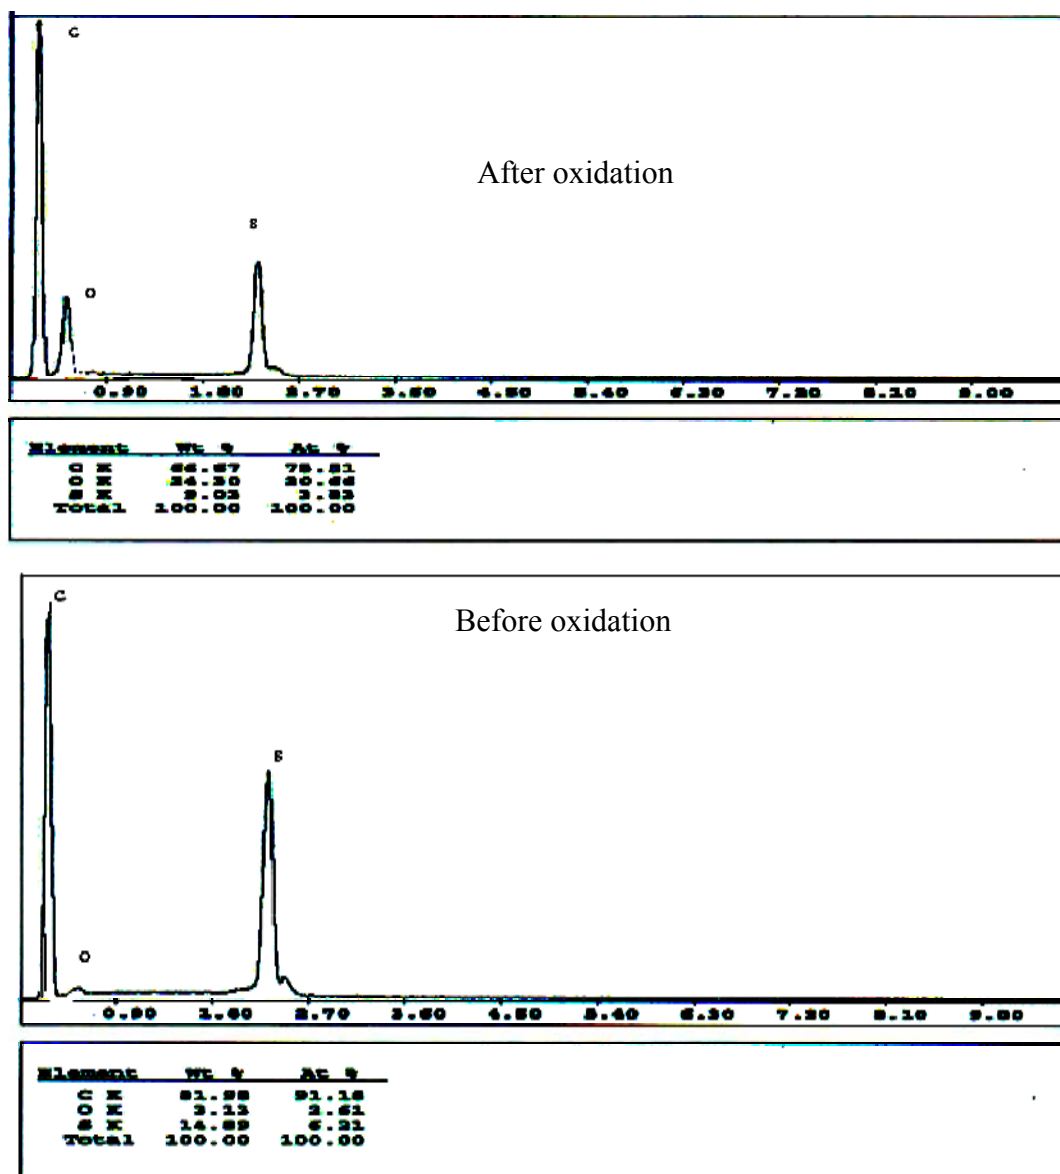 C
After oxidation
S
O
0.90 1.80 2.70 3.60 4.50 5.40 6.30 7.20 8.10 9.00
Element Wt % At %
C K 66.67 75.51
O K 24.30 20.66
S K 9.03 3.83
Total 100.00 100.00
C
Before oxidation
S
O
0.90 1.80 2.70 3.60 4.50 5.40 6.30 7.20 8.10 9.00
Element Wt % At %
C K 81.98 91.18
O K 3.13 2.61
S K 14.89 6.21
Total 100.00 100.00